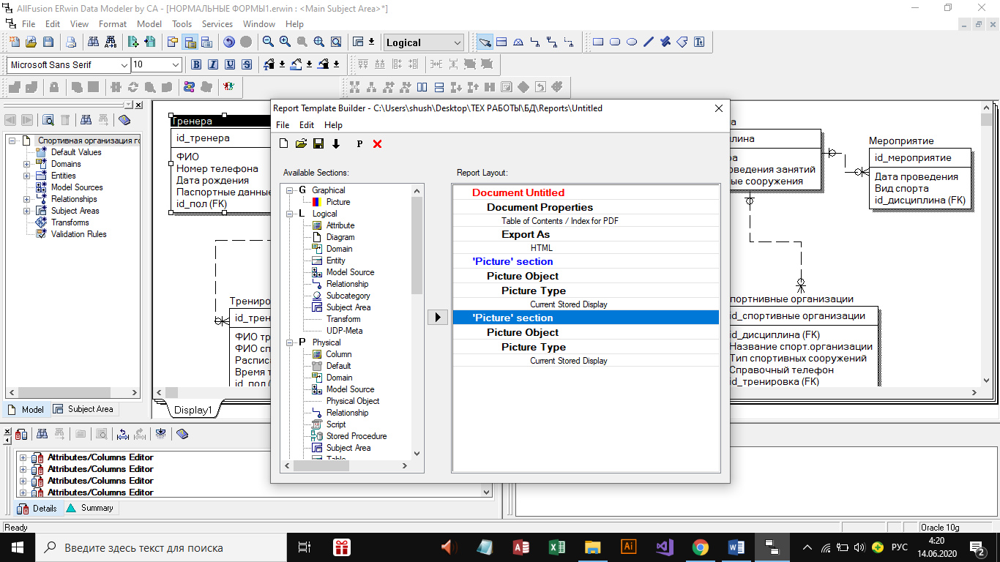 AllFusion ERwin Data Modeler by CA - [НОРМАЛЬНЫЕ ФОРМЫ1.erwin : <Main Subject Area>*]
File Edit View Format Model Tools Services Window Help
Logical
Microsoft Sans Serif 10 B I U S
Спортивная организация го
Default Values
Domains
Entities
Model Sources
Relationships
Subject Areas
Transforms
Validation Rules
Model Subject Area
Тренера
id_тренера
ФИО
Номер телефона
Дата рождения
Паспортные данные
id_пол (FK)
Трениро
id_трен
ФИО тр
ФИО сп
Распис
Время т
id_пол (F
Display1
Report Template Builder - C:\Users\shush\Desktop\ТЕХ РАБОТЫ\БД\Reports\Untitled
File Edit Help
P
Available Sections:
G Graphical
Picture
L Logical
Attribute
Diagram
Domain
Entity
Model Source
Relationship
Subcategory
Subject Area
Transform
UDP-Meta
P Physical
Column
Default
Domain
Model Source
Physical Object
Relationship
Script
Stored Procedure
Subject Area
Table
Report Layout:
Document Untitled
Document Properties
Table of Contents / Index for PDF
Export As
HTML
'Picture' section
Picture Object
Picture Type
Current Stored Display
'Picture' section
Picture Object
Picture Type
Current Stored Display
а
лина
ра
оведения занятий
ые сооружения
Мероприятие
id_мероприятие
Дата проведения
Вид спорта
id_дисциплина (FK)
портнивные организации
id_спортивные организации
id_дисциплина (FK)
Название спорт.организации
Тип спортивных сооружений
Справочный телефон
id_тренировка (FK)
Attributes/Columns Editor
Attributes/Columns Editor
Attributes/Columns Editor
Attributes/Columns Editor
Details Summary
Ready Oracle 10g
Введите здесь текст для поиска
Ai
РУС
4:20
14.06.2020
2